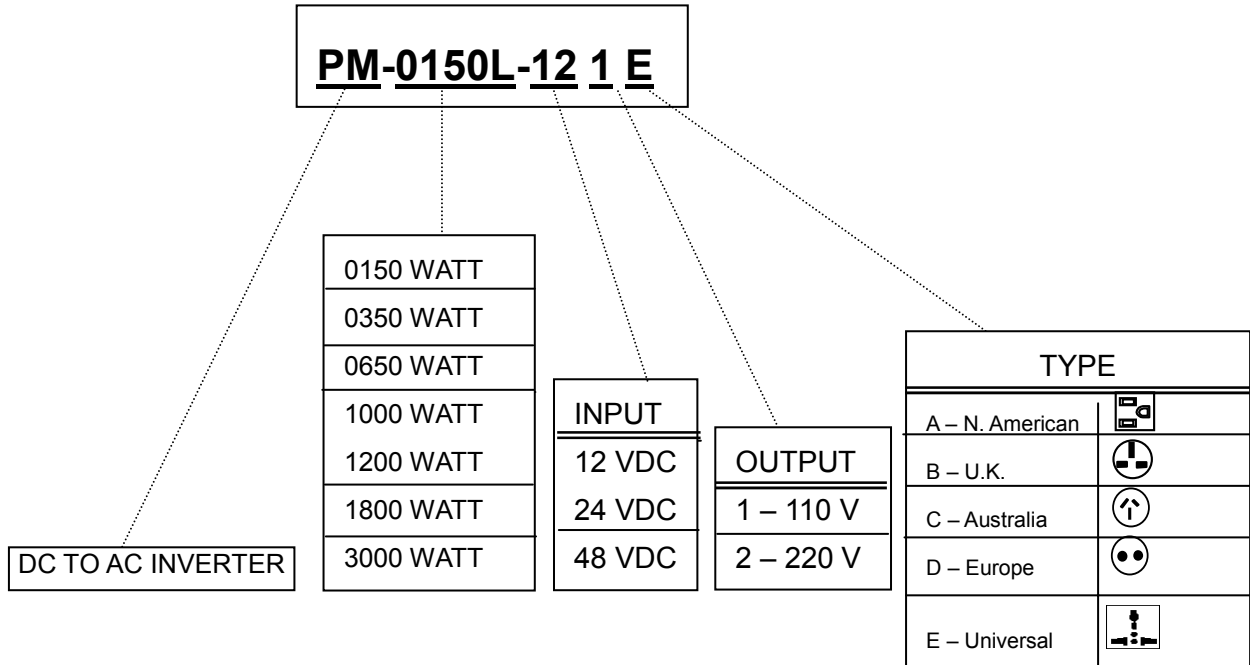 PM-0150L-12 1 E
0150 WATT
0350 WATT
0650 WATT
1000 WATT
1200 WATT
1800 WATT
3000 WATT
DC TO AC INVERTER
INPUT
12 VDC
24 VDC
48 VDC
OUTPUT
1 – 110 V
2 – 220 V
TYPE
A – N. American
B – U.K.
C – Australia
D – Europe
E – Universal